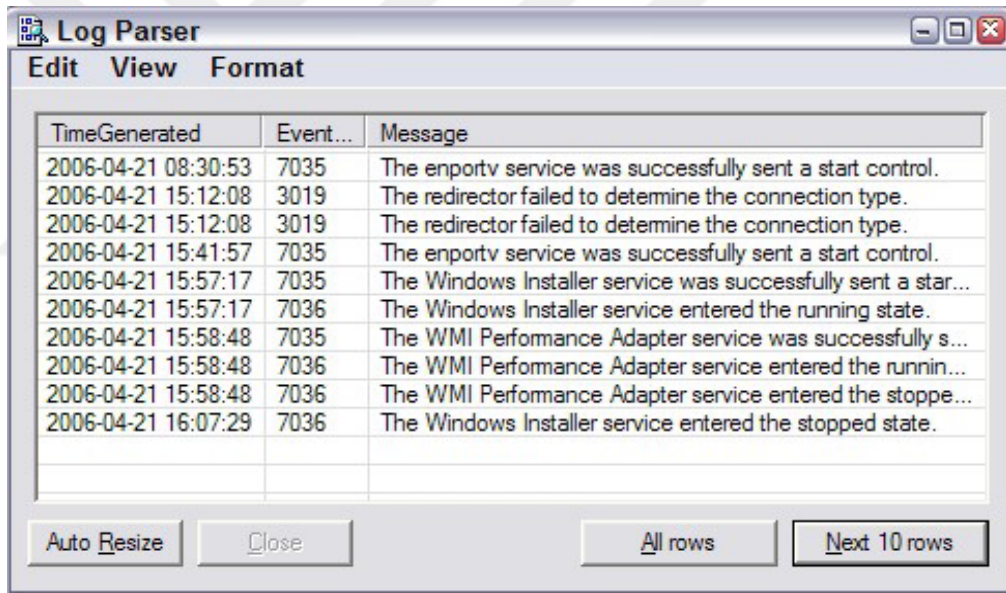 Log Parser
Edit View Format
TimeGenerated Event... Message
2006-04-21 08:30:53 7035 The enportv service was successfully sent a start control.
2006-04-21 15:12:08 3019 The redirector failed to determine the connection type.
2006-04-21 15:12:08 3019 The redirector failed to determine the connection type.
2006-04-21 15:41:57 7035 The enportv service was successfully sent a start control.
2006-04-21 15:57:17 7035 The Windows Installer service was successfully sent a star...
2006-04-21 15:57:17 7036 The Windows Installer service entered the running state.
2006-04-21 15:58:48 7035 The WMI Performance Adapter service was successfully s...
2006-04-21 15:58:48 7036 The WMI Performance Adapter service entered the runnin...
2006-04-21 15:58:48 7036 The WMI Performance Adapter service entered the stoppe...
2006-04-21 16:07:29 7036 The Windows Installer service entered the stopped state.
Auto Resize Close All rows Next 10 rows